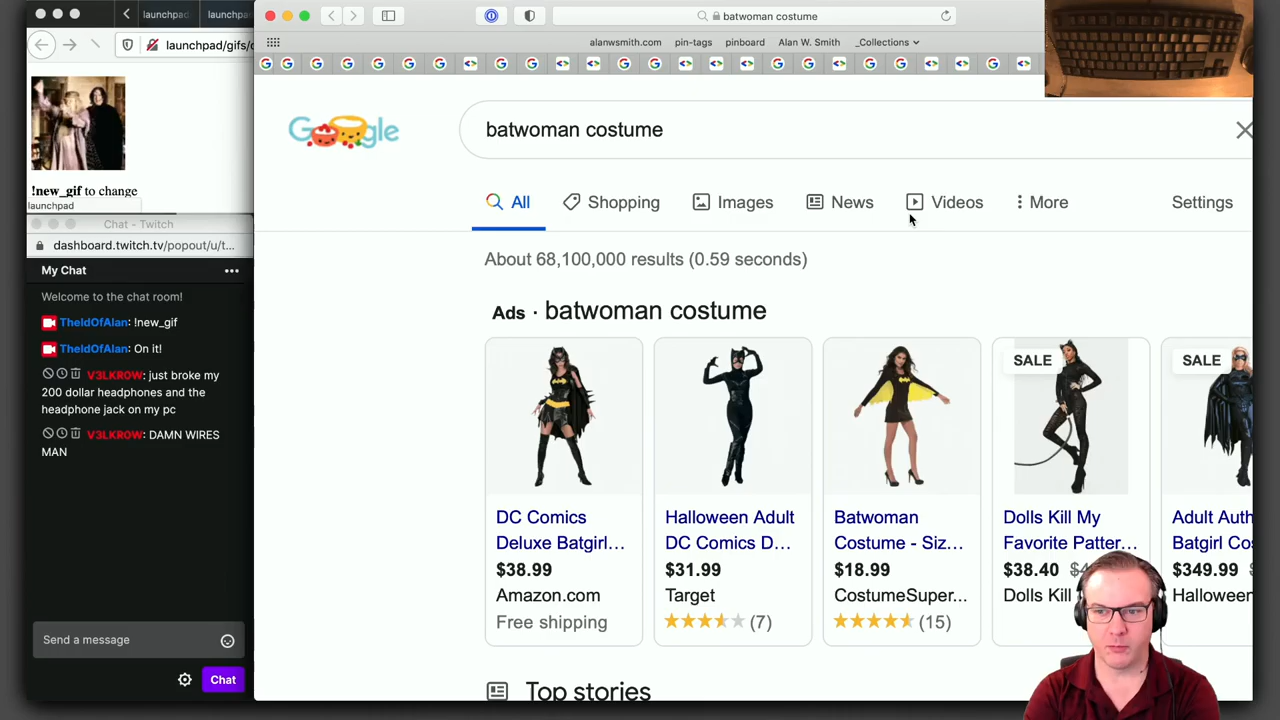 launchpad
launchpad
launchpad/gifs/
!new_gif to change
launchpad
Chat - Twitch
dashboard.twitch.tv/popout/u/t...
My Chat
Welcome to the chat room!
TheIdOfAlan: !new_gif
TheIdOfAlan: On it!
V3LKR0W: just broke my
200 dollar headphones and the
headphone jack on my pc
V3LKR0W: DAMN WIRES
MAN
Send a message
Chat
batwoman costume
alanwsmith.com
pin-tags
pinboard
Alan W. Smith
_Collections
Google
batwoman costume
All
Shopping
Images
News
Videos
More
Settings
About 68,100,000 results (0.59 seconds)
Ads · batwoman costume
SALE
SALE
DC Comics
Deluxe Batgirl...
$38.99
Amazon.com
Free shipping
Halloween Adult
DC Comics D...
$31.99
Target
(7)
Batwoman
Costume - Siz...
$18.99
CostumeSuper...
(15)
Dolls Kill My
Favorite Patter...
$38.40
Dolls Kill
Adult Auth
Batgirl Co
$349.99
Halloween
Top stories